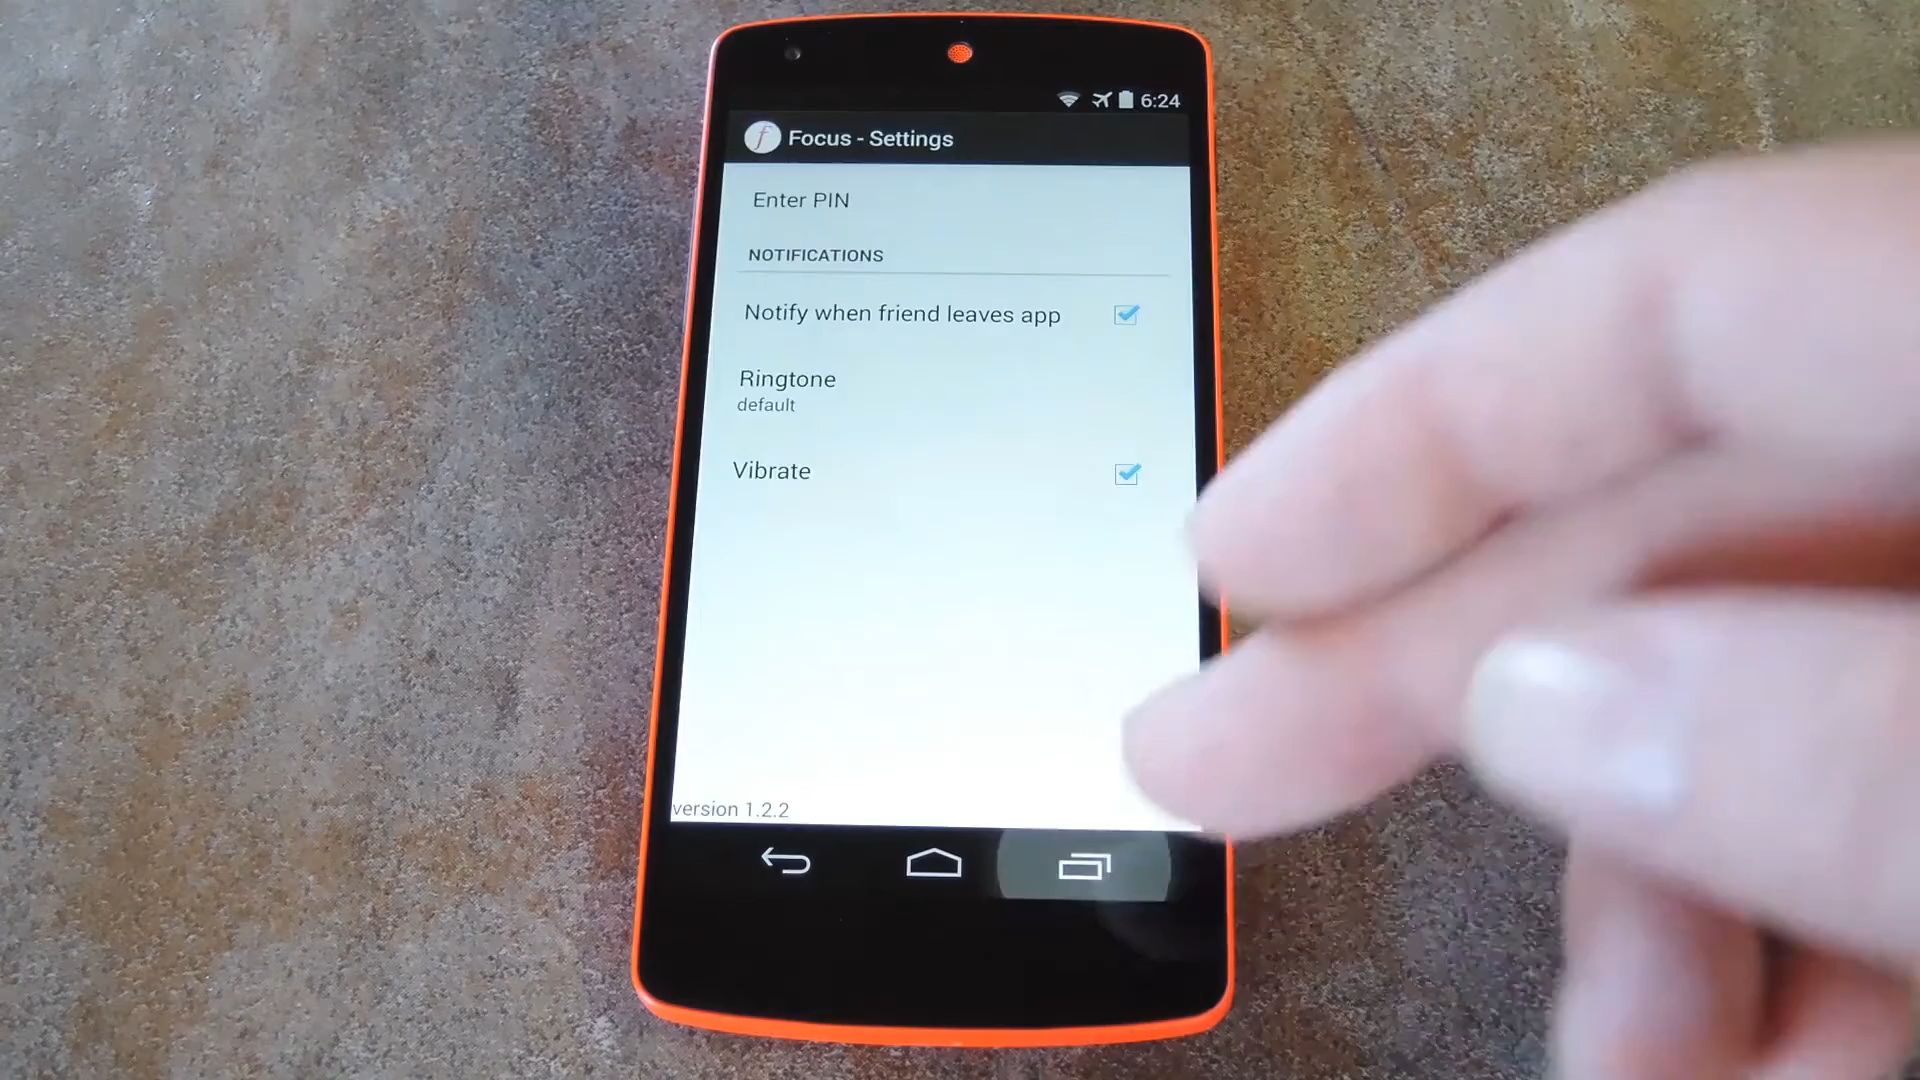 6:24
f Focus - Settings
Enter PIN
NOTIFICATIONS
Notify when friend leaves app
Ringtone
default
Vibrate
version 1.2.2